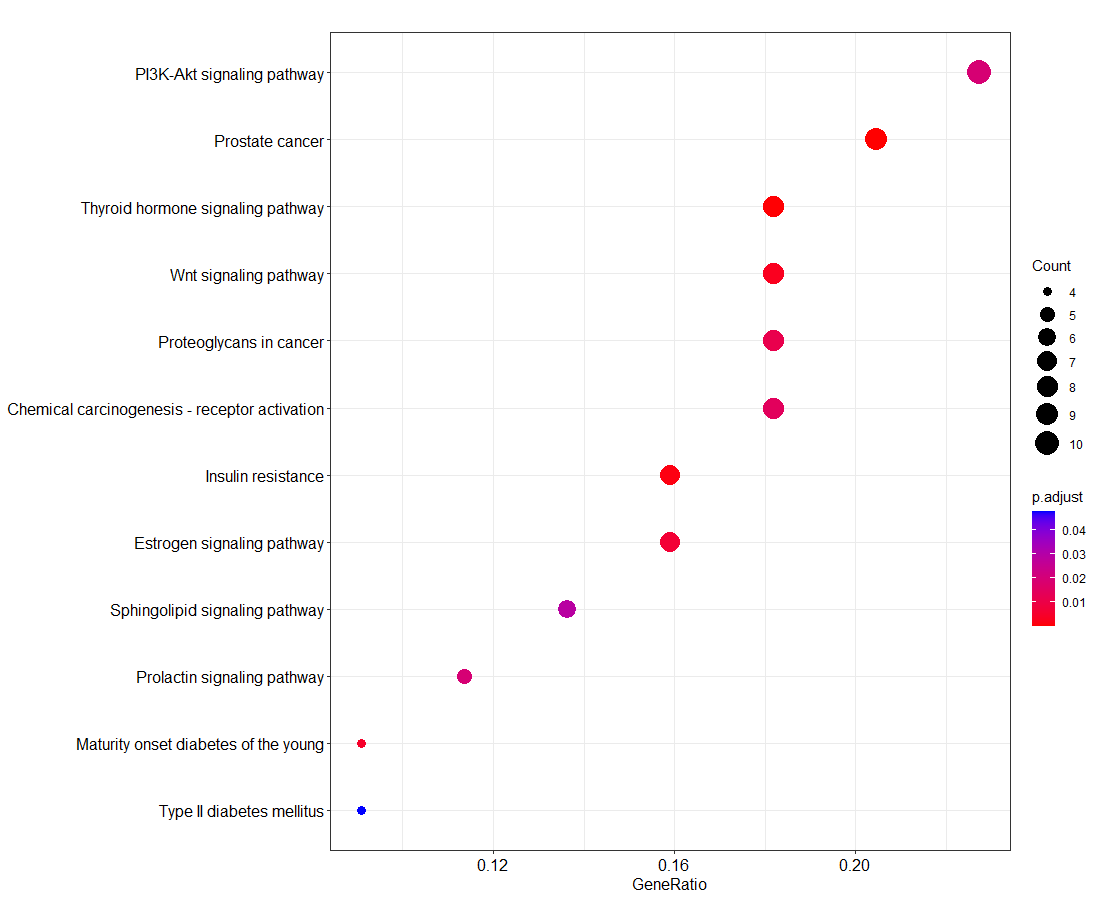 PI3K-Akt signaling pathway
Prostate cancer
Thyroid hormone signaling pathway
Wnt signaling pathway
Proteoglycans in cancer
Chemical carcinogenesis - receptor activation
Insulin resistance
Estrogen signaling pathway
Sphingolipid signaling pathway
Prolactin signaling pathway
Maturity onset diabetes of the young
Type II diabetes mellitus
0.12 0.16 0.20
GeneRatio
Count
4
5
6
7
8
9
10
p.adjust
0.04
0.03
0.02
0.01